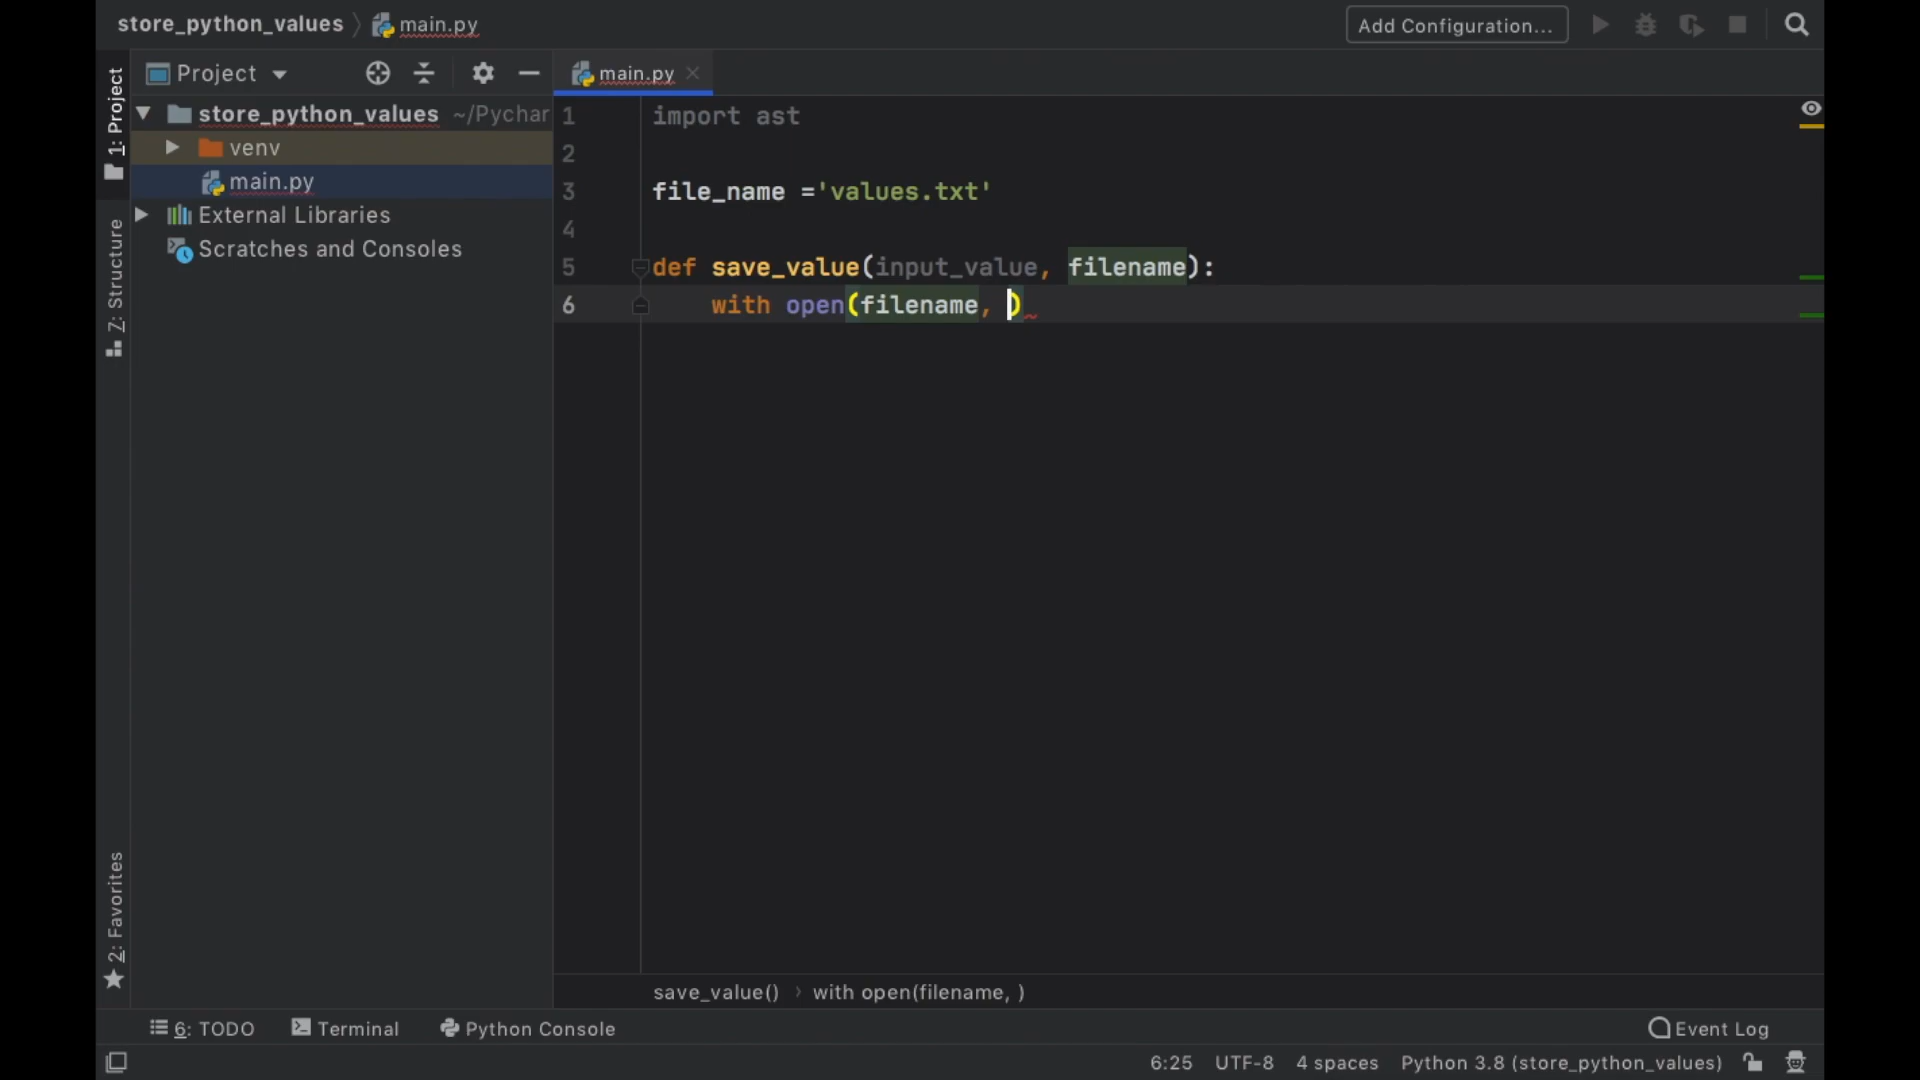 store_python_values
main.py
Add Configuration...
1: Project
Project
main.py
store_python_values ~/Pychar
venv
main.py
External Libraries
Scratches and Consoles
Z: Structure
2: Favorites
1 import ast
2
3 file_name ='values.txt'
4
5 def save_value(input_value, filename):
6 with open(filename, )
save_value() › with open(filename, )
6: TODO
Terminal
Python Console
Event Log
6:25 UTF-8 4 spaces Python 3.8 (store_python_values)